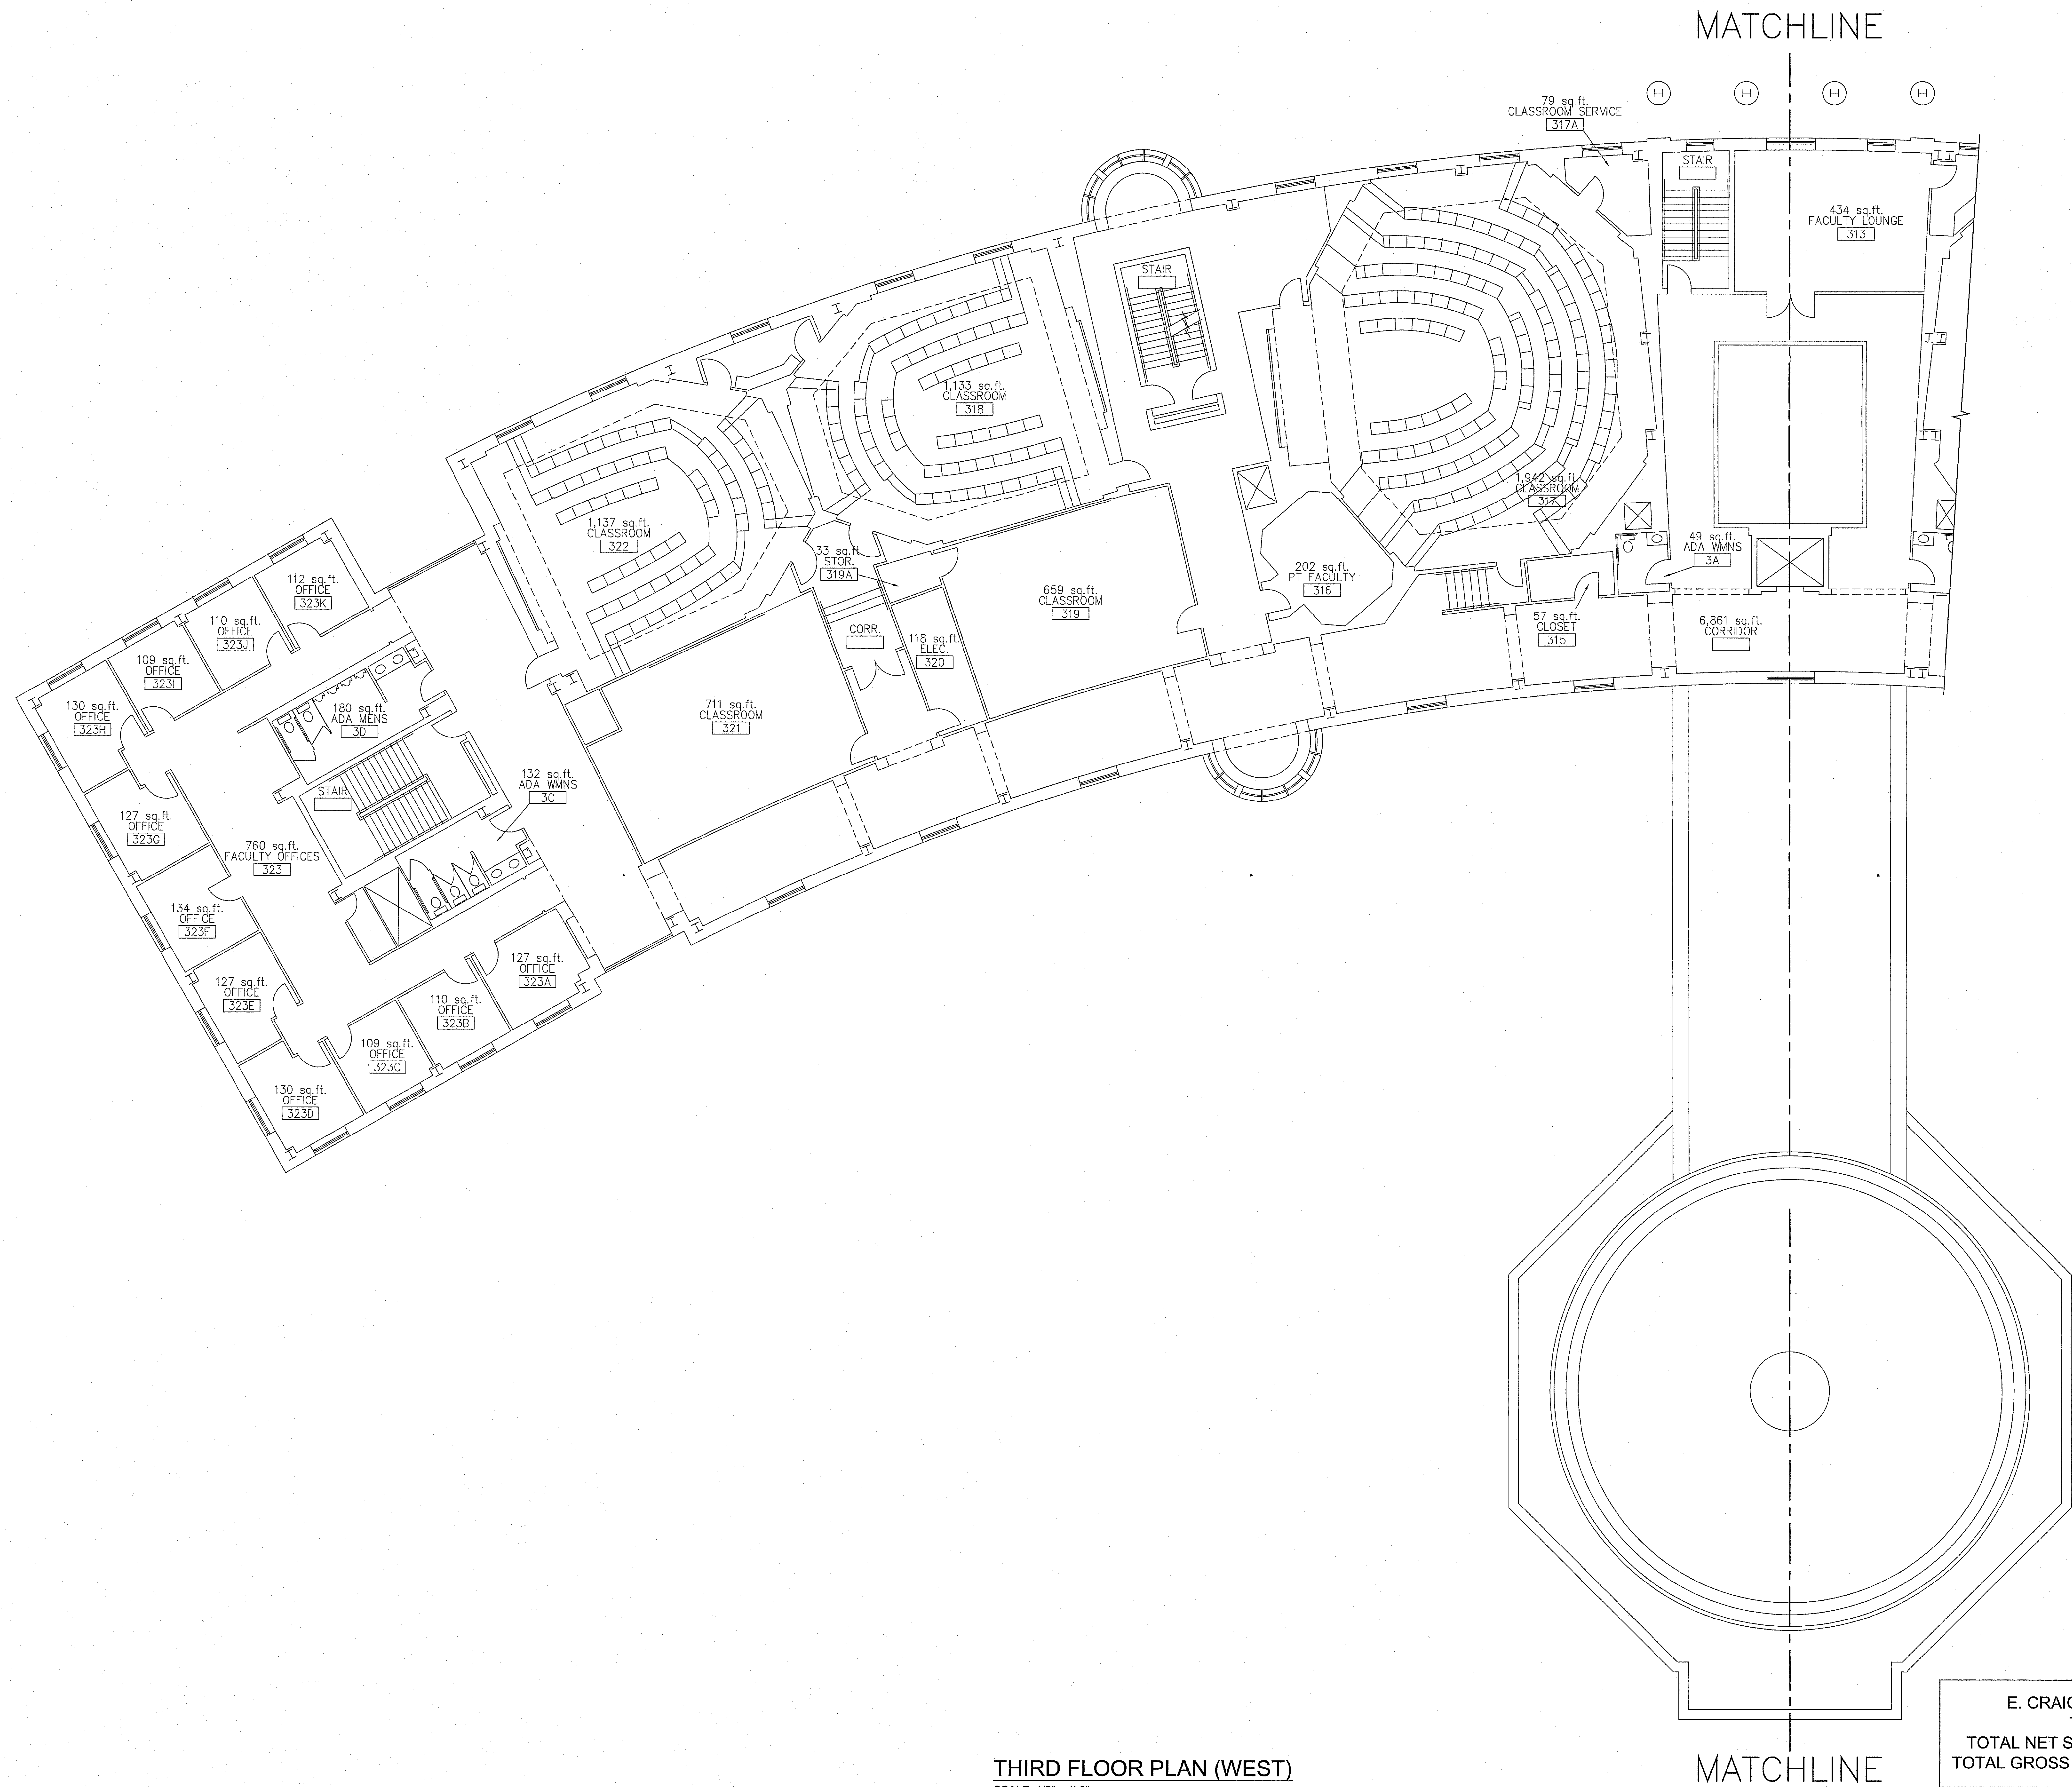 MATCHLINE
79 sq.ft.
CLASSROOM SERVICE
317A
STAIR
434 sq.ft.
FACULTY LOUNGE
313
STAIR
1,133 sq.ft.
CLASSROOM
318
1,942 sq.ft.
CLASSROOM
317
1,137 sq.ft.
CLASSROOM
322
33 sq.ft.
STOR.
319A
49 sq.ft.
ADA WMNS
3A
202 sq.ft.
PT FACULTY
316
659 sq.ft.
CLASSROOM
319
57 sq.ft.
CLOSET
315
6,861 sq.ft.
CORRIDOR
CORR.
118 sq.ft.
ELEC.
320
112 sq.ft.
OFFICE
323K
110 sq.ft.
OFFICE
323J
109 sq.ft.
OFFICE
323I
130 sq.ft.
OFFICE
323H
180 sq.ft.
ADA MENS
3D
711 sq.ft.
CLASSROOM
321
132 sq.ft.
ADA WMNS
3C
STAIR
127 sq.ft.
OFFICE
323G
760 sq.ft.
FACULTY OFFICES
323
134 sq.ft.
OFFICE
323F
127 sq.ft.
OFFICE
323E
127 sq.ft.
OFFICE
323A
110 sq.ft.
OFFICE
323B
109 sq.ft.
OFFICE
323C
130 sq.ft.
OFFICE
323D
E. CRAIG
TOTAL NET S
TOTAL GROSS
THIRD FLOOR PLAN (WEST)
MATCHLINE